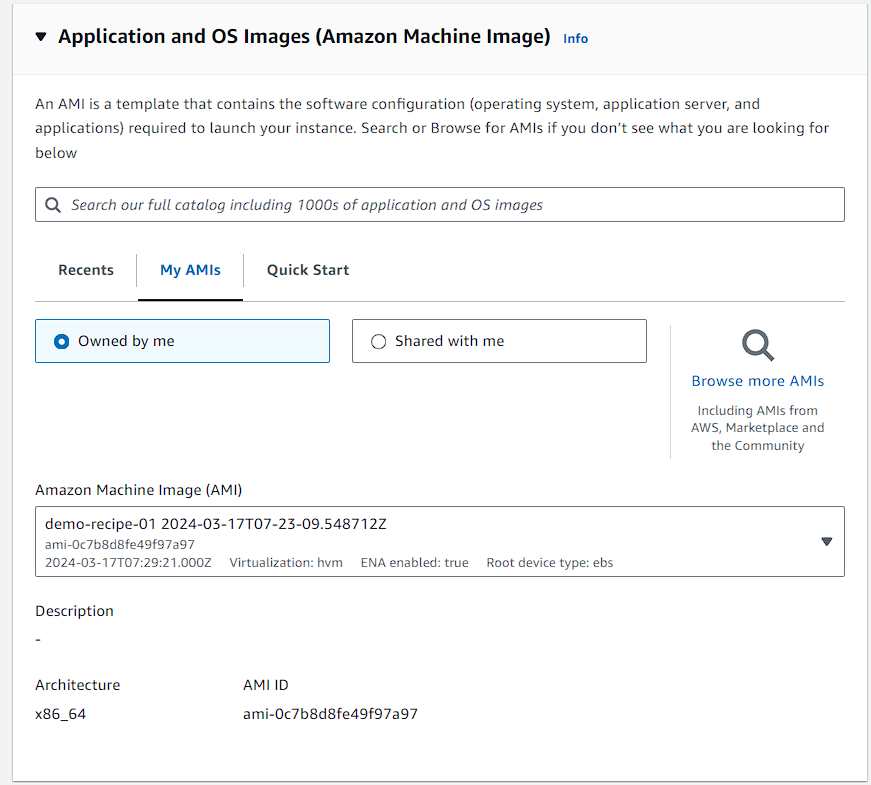 Application and OS Images (Amazon Machine Image) Info
An AMI is a template that contains the software configuration (operating system, application server, and
applications) required to launch your instance. Search or Browse for AMIs if you don't see what you are looking for
below
Search our full catalog including 1000s of application and OS images
Recents My AMIs Quick Start
Owned by me Shared with me
Browse more AMIs
Including AMIs from
AWS, Marketplace and
the Community
Amazon Machine Image (AMI)
demo-recipe-01 2024-03-17T07-23-09.548712Z
ami-0c7b8d8fe49f97a97
2024-03-17T07:29:21.000Z Virtualization: hvm ENA enabled: true Root device type: ebs
Description
-
Architecture AMI ID
x86_64 ami-0c7b8d8fe49f97a97